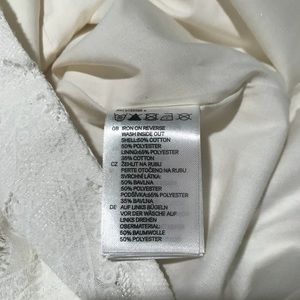 GB IRON ON REVERSE
WASH INSIDE OUT
SHELL:50% COTTON
50% POLYESTER
LINING:65% POLYESTER
35% COTTON
CZ ŽEHLIT NA RUBU
PERTE OTOČENO NA RUBU
SVRCHNÍ LÁTKA:
50% BAVLNA
50% POLYESTER
PODŠÍVKA:65% POLYESTER
35% BAVLNA
DE AUF LINKS BÜGELN
VOR DER WÄSCHE AUF
LINKS DREHEN
OBERMATERIAL:
50% BAUMWOLLE
50% POLYESTER